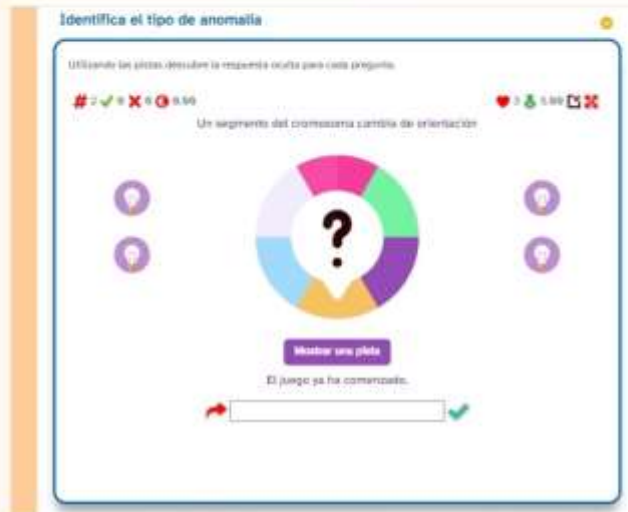 Identifica el tipo de anomalía
Utilizando las pistas descubre la respuesta oculta para cada pregunta.
Un segmento del cromosoma cambia de orientación
?
Mostrar una pista
El juego ya ha comenzado.